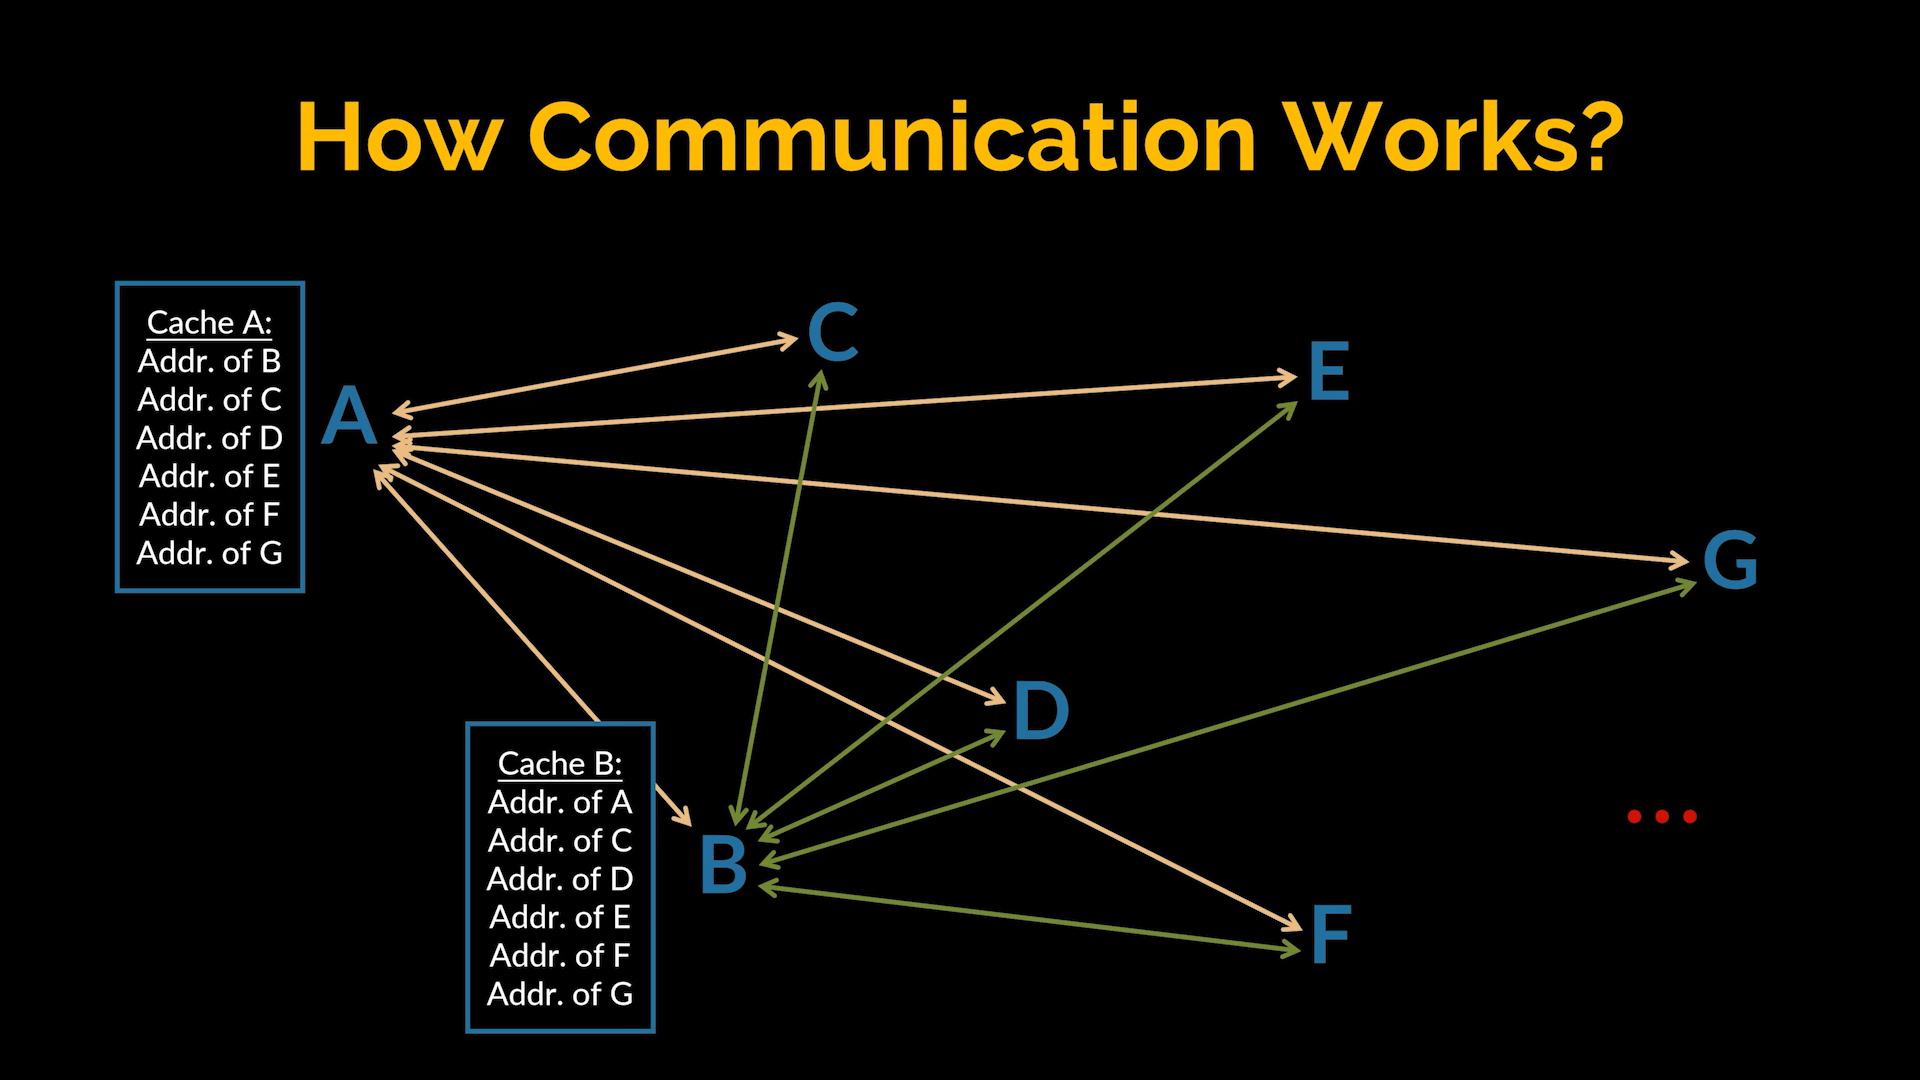 How Communication Works?
Cache A:
Addr. of B
Addr. of C
Addr. of D
Addr. of E
Addr. of F
Addr. of G
A
C
E
G
D
Cache B:
Addr. of A
Addr. of C
Addr. of D
Addr. of E
Addr. of F
Addr. of G
B
F
...